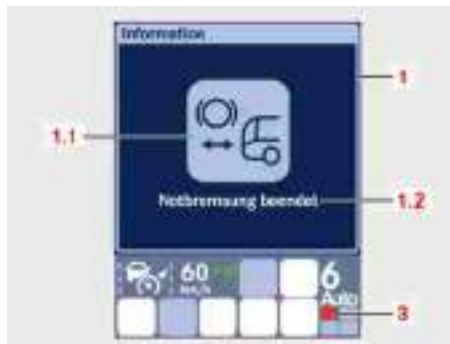 Information
1
1.1
Notbremsung beendet
1.2
60
km/h
6
Auto
3